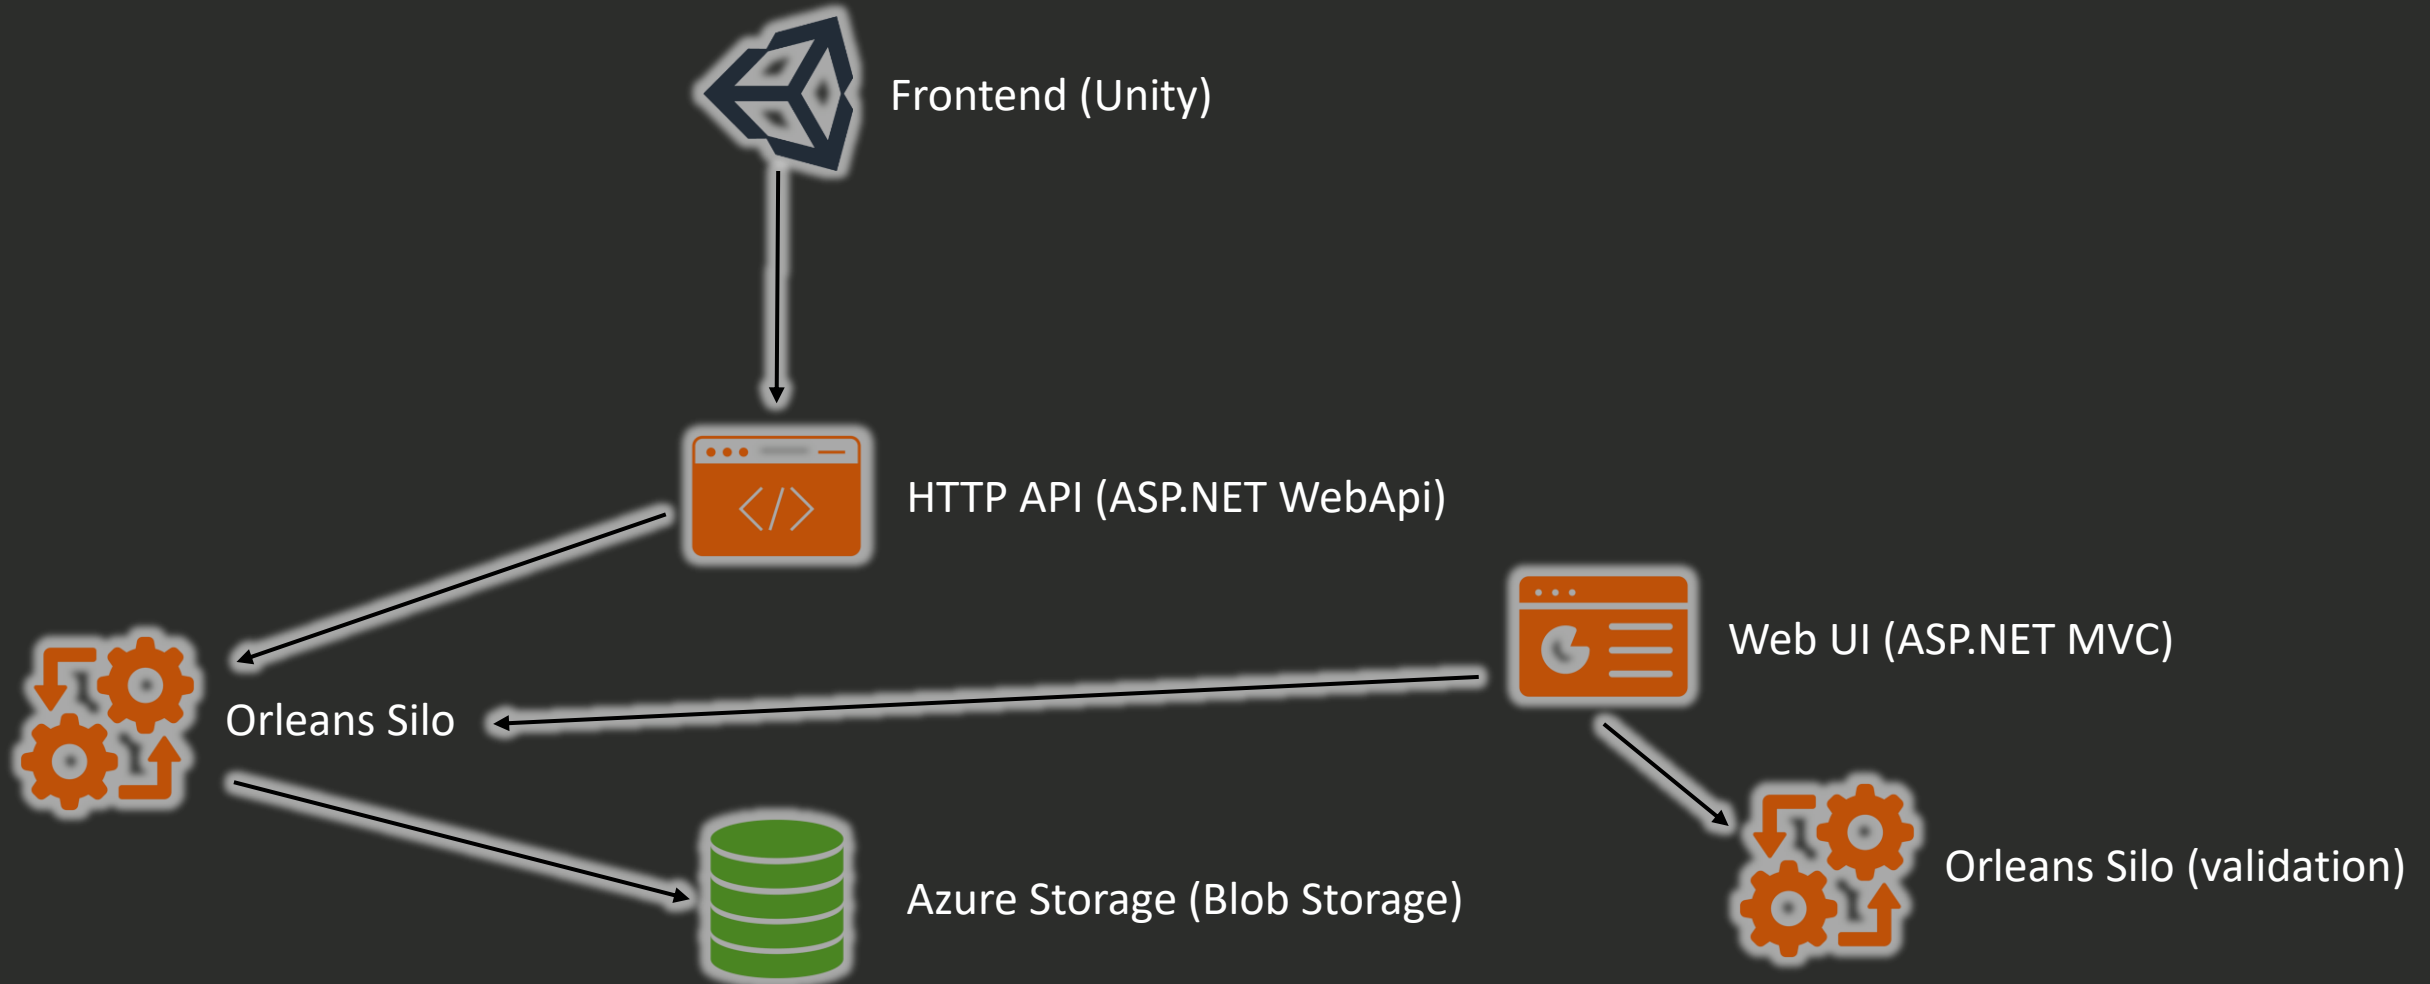 Frontend (Unity)
HTTP API (ASP.NET WebApi)
Web UI (ASP.NET MVC)
Orleans Silo
Orleans Silo (validation)
Azure Storage (Blob Storage)